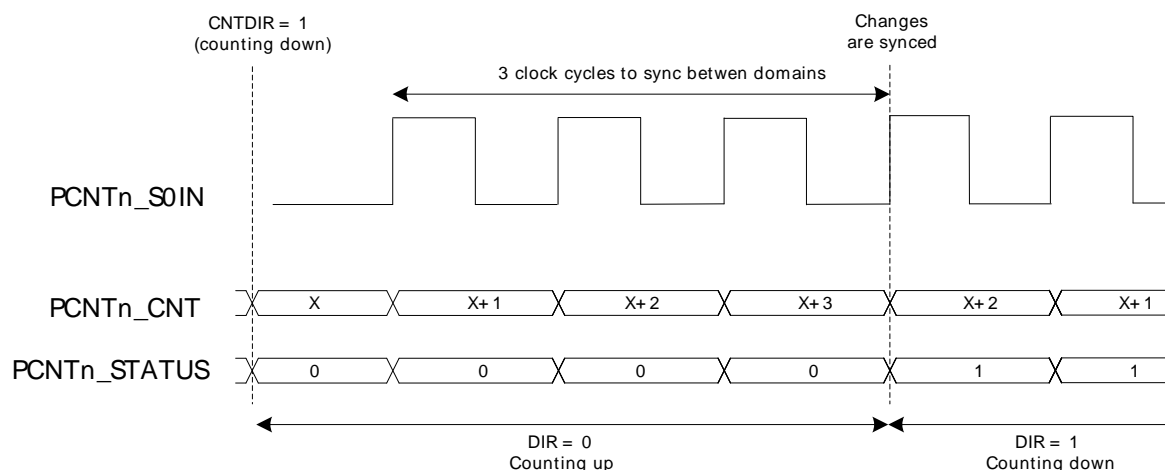 CNTDIR = 1
(counting down)
Changes
are synced
3 clock cycles to sync betwen domains
PCNTn_S0IN
PCNTn_CNT
X
X+1
X+2
X+3
X+2
X+1
PCNTn_STATUS
0
0
0
0
1
1
DIR = 0
Counting up
DIR = 1
Counting down